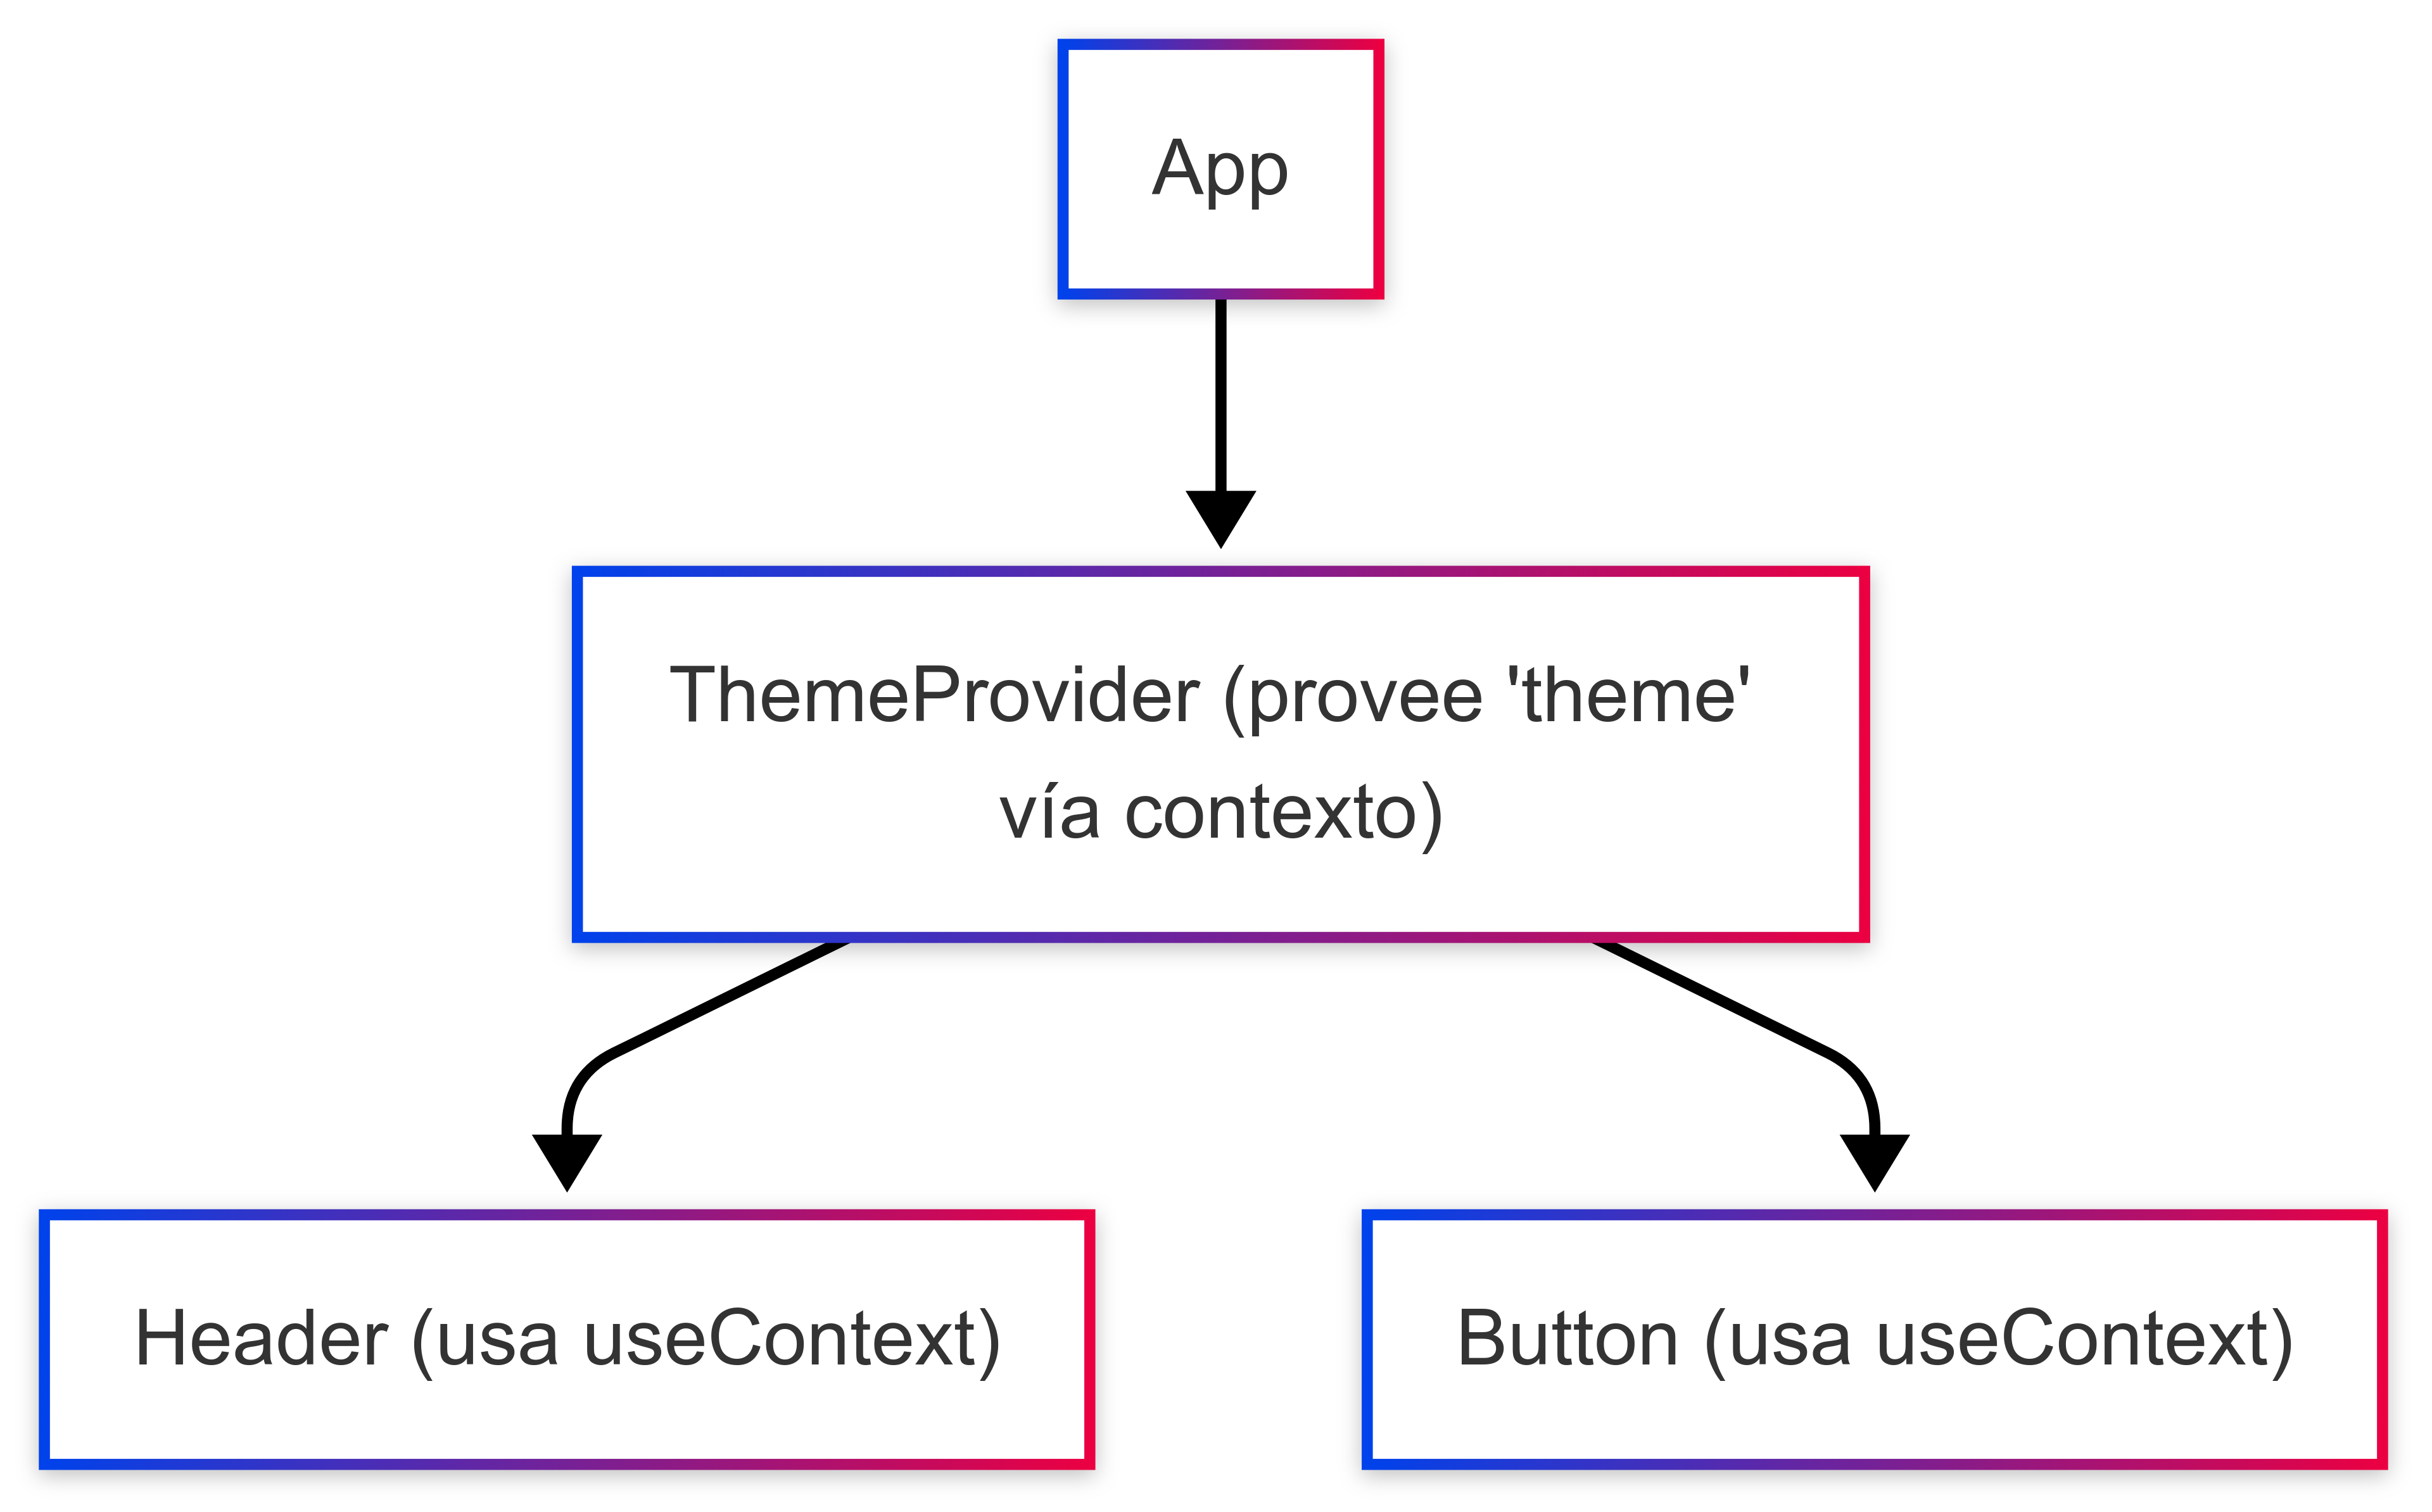 App
ThemeProvider (provee 'theme'
vía contexto)
Header (usa useContext)
Button (usa useContext)